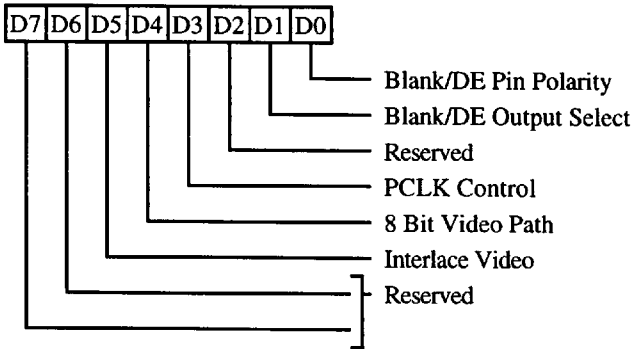 D7 D6 D5 D4 D3 D2 D1 D0
Blank/DE Pin Polarity
Blank/DE Output Select
Reserved
PCLK Control
8 Bit Video Path
Interlace Video
Reserved